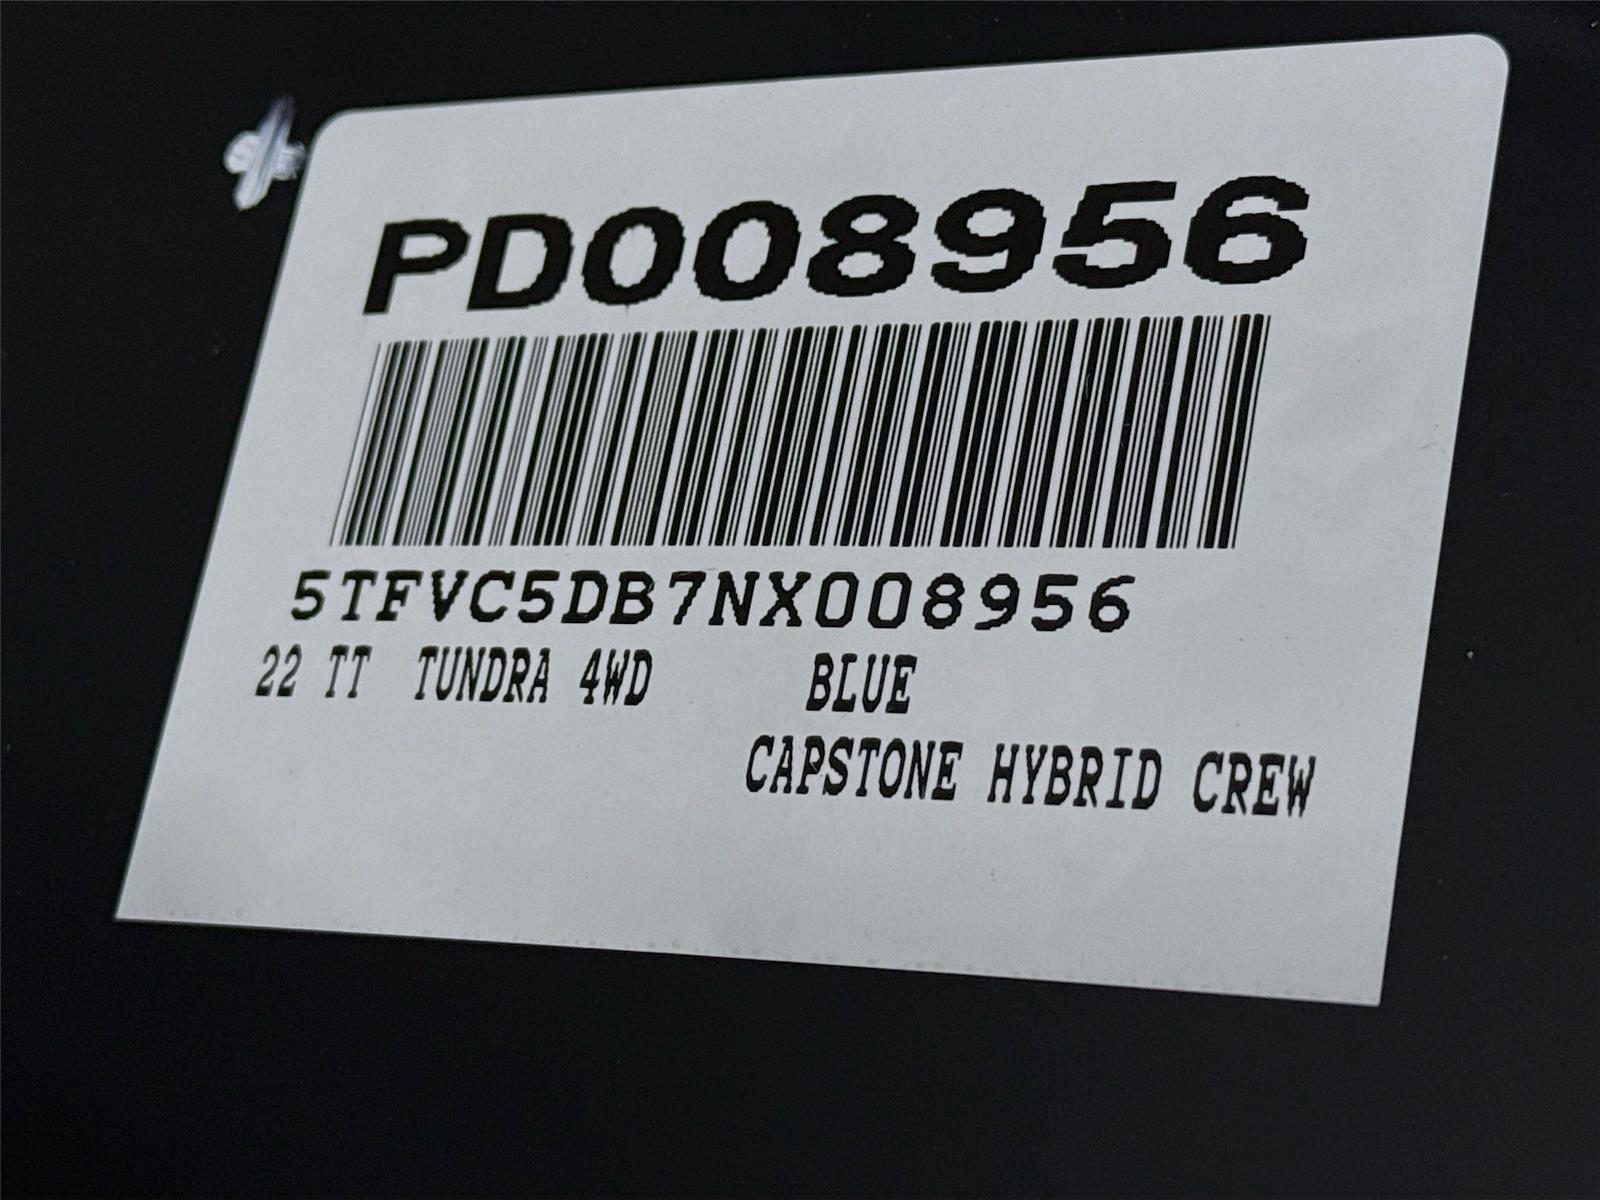 PD008956
5TFVC5DB7NX008956
22 TT TUNDRA 4WD BLUE
CAPSTONE HYBRID CREW